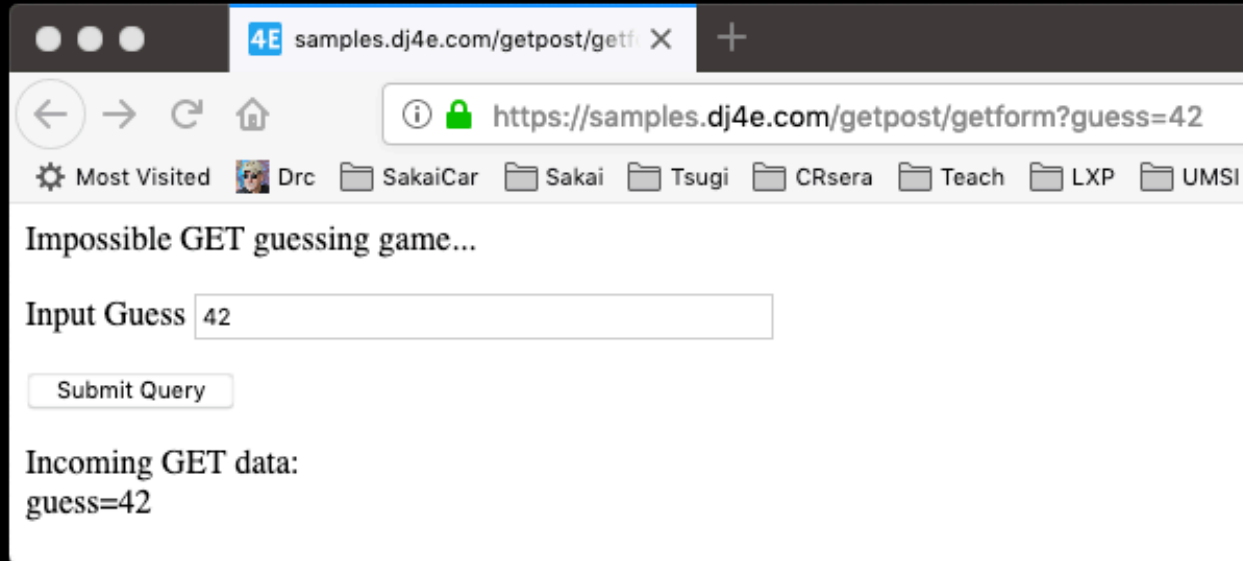 4E samples.dj4e.com/getpost/getf
https://samples.dj4e.com/getpost/getform?guess=42
Most Visited Drc SakaiCar Sakai Tsugi CRsera Teach LXP UMSI
Impossible GET guessing game...
Input Guess 42
Submit Query
Incoming GET data:
guess=42